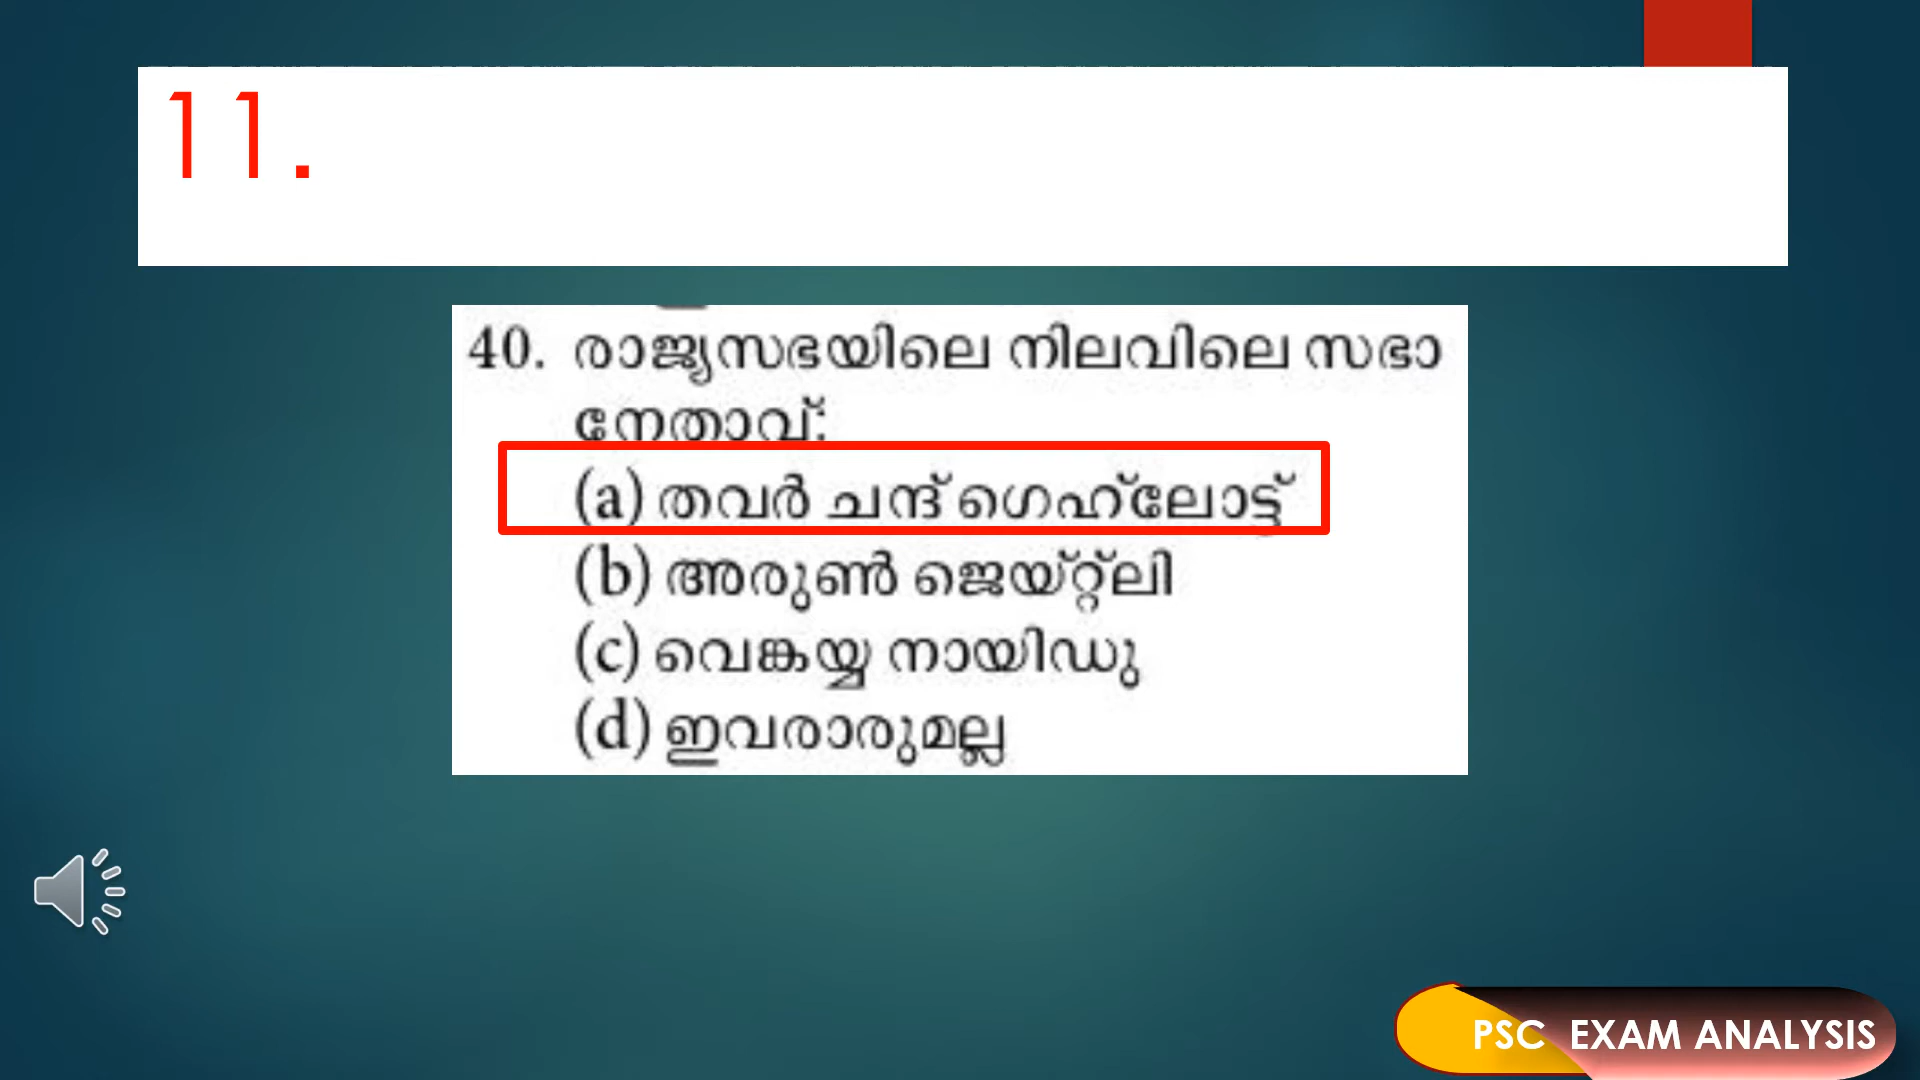 11.
40. രാജ്യസഭയിലെ നിലവിലെ സഭാ
നേതാവ്:
(a) തവർ ചന്ദ് ഗെഹ്‌ലോട്ട്
(b) അരുൺ ജെയ്റ്റ്ലി
(c) വെങ്കയ്യ നായിഡു
(d) ഇവരാരുമല്ല
PSC EXAM ANALYSIS